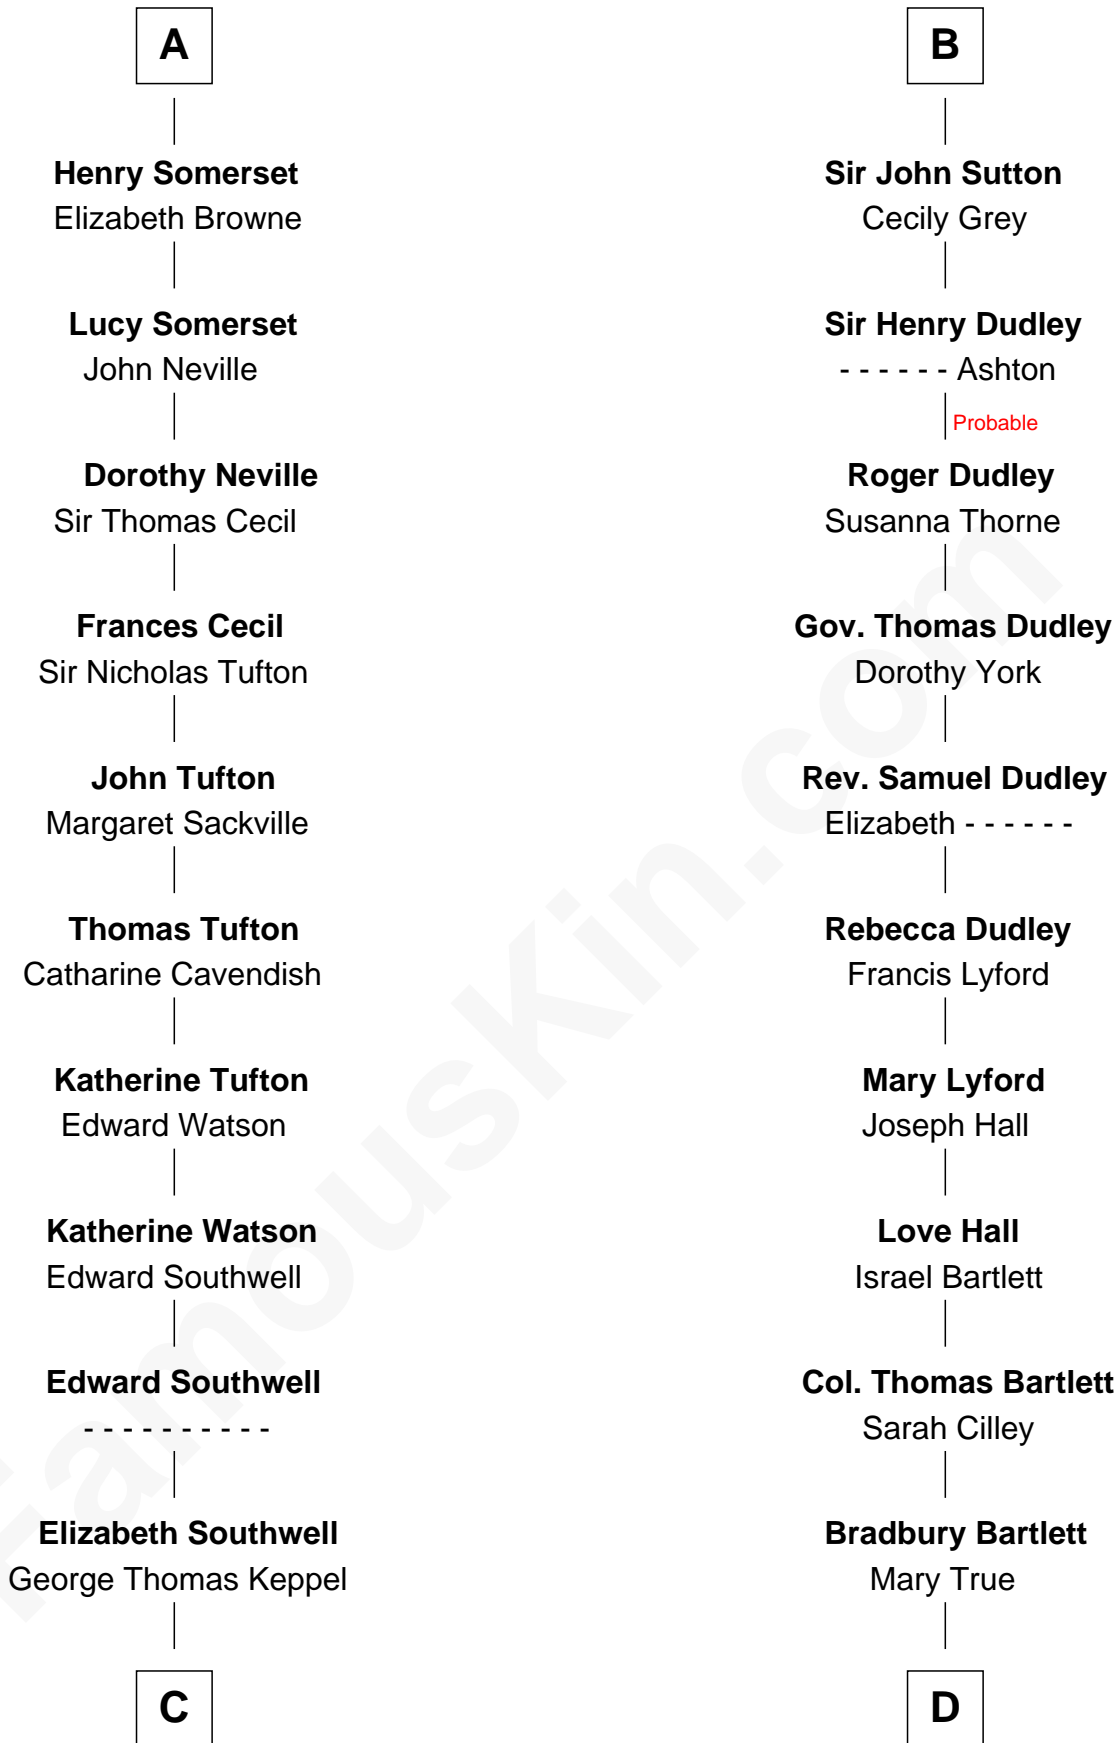 A
Henry Somerset
Elizabeth Browne
Lucy Somerset
John Neville
Dorothy Neville
Sir Thomas Cecil
Frances Cecil
Sir Nicholas Tufton
John Tufton
Margaret Sackville
Thomas Tufton
Catharine Cavendish
Katherine Tufton
Edward Watson
Katherine Watson
Edward Southwell
Edward Southwell
- - - - - - - - - -
Elizabeth Southwell
George Thomas Keppel
C
B
Sir John Sutton
Cecily Grey
Sir Henry Dudley
- - - - - - Ashton
Probable
Roger Dudley
Susanna Thorne
Gov. Thomas Dudley
Dorothy York
Rev. Samuel Dudley
Elizabeth - - - - - -
Rebecca Dudley
Francis Lyford
Mary Lyford
Joseph Hall
Love Hall
Israel Bartlett
Col. Thomas Bartlett
Sarah Cilley
Bradbury Bartlett
Mary True
D
FamousKin.com